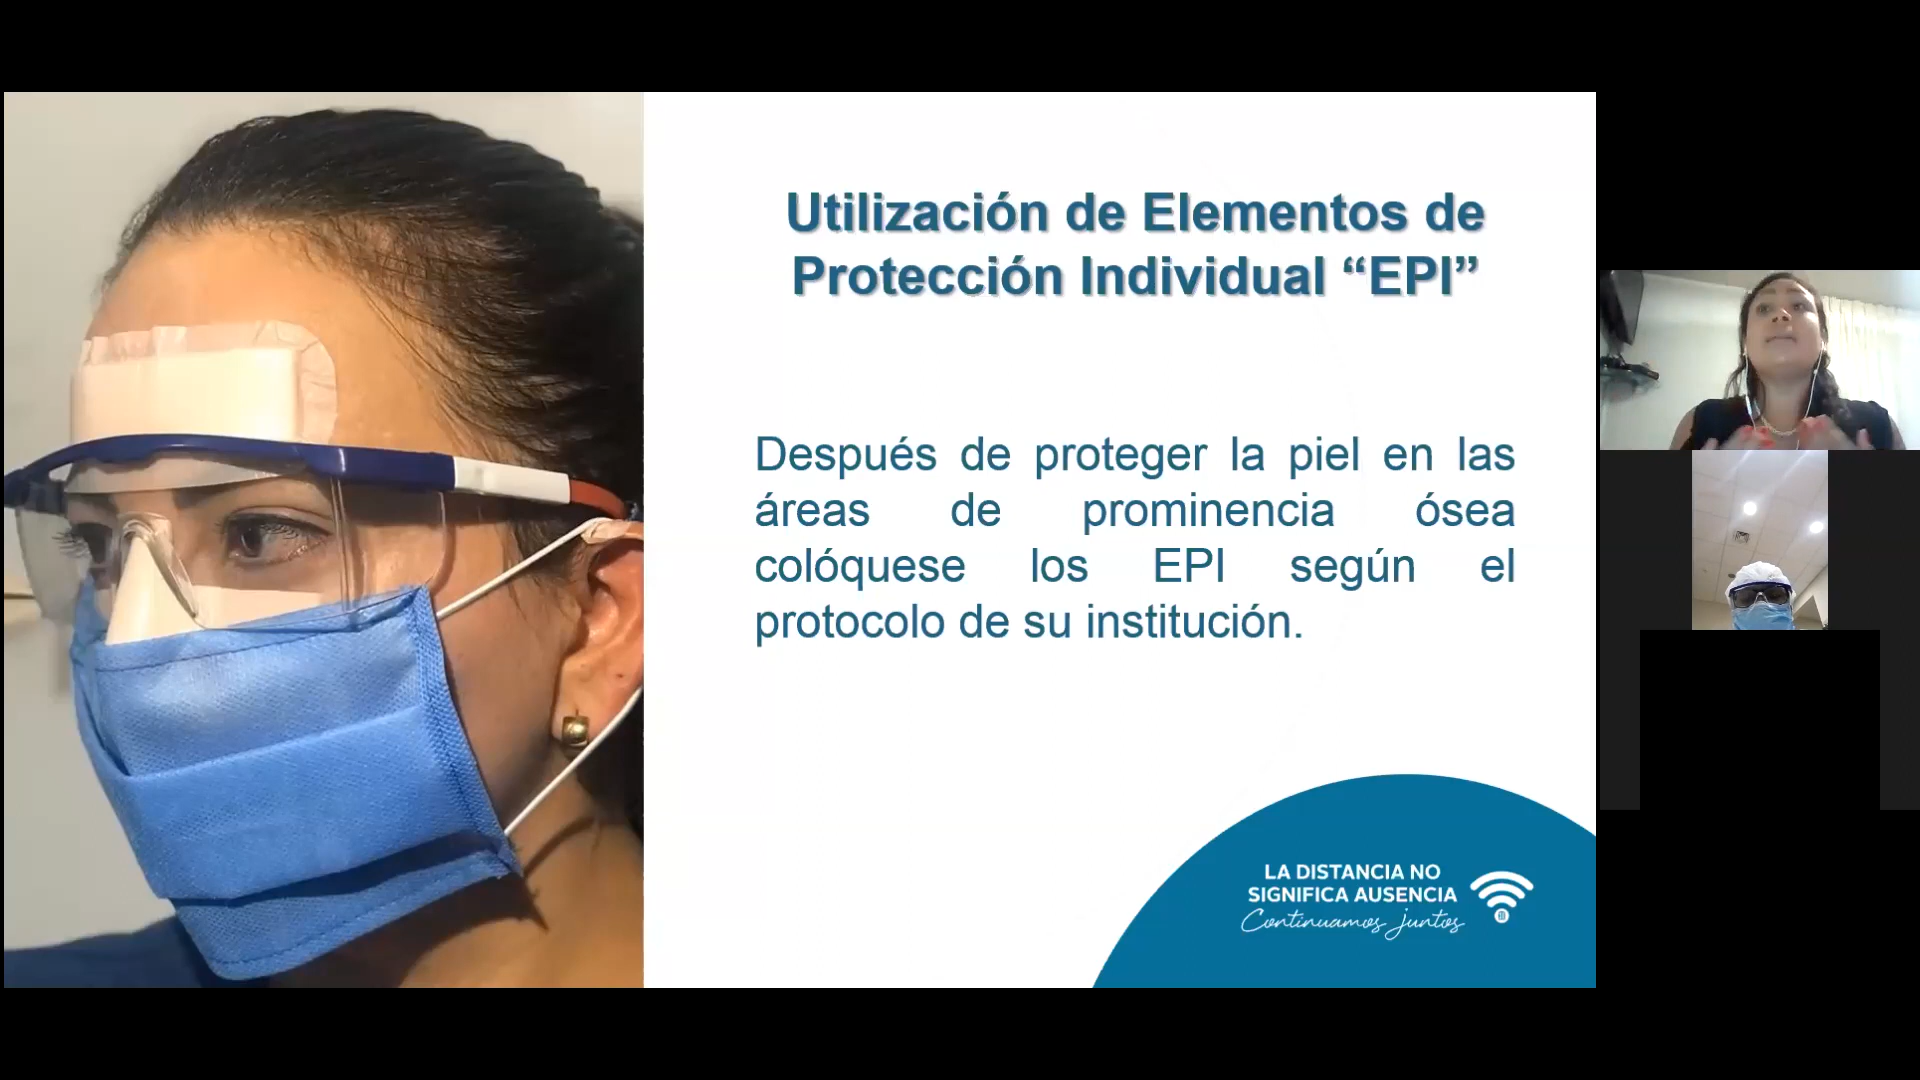 Utilización de Elementos de
Protección Individual “EPI”
Después de proteger la piel en las
áreas de prominencia ósea
colóquese los EPI según el
protocolo de su institución.
LA DISTANCIA NO
SIGNIFICA AUSENCIA
Continuamos juntos